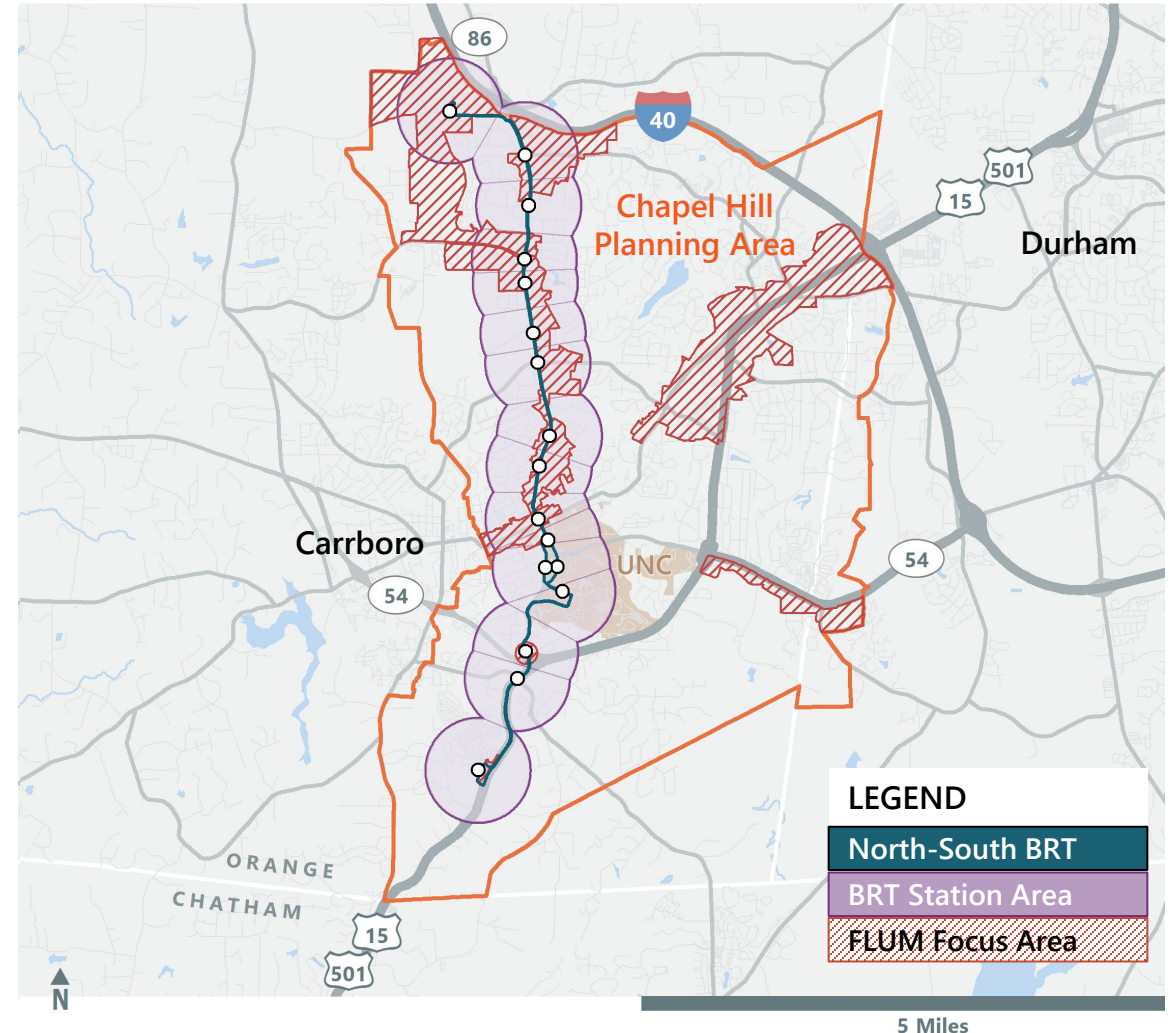 86
40
501
15
Chapel Hill
Planning Area
Durham
Carrboro
UNC
54
54
ORANGE
CHATHAM
15
501
N
LEGEND
North-South BRT
BRT Station Area
FLUM Focus Area
5 Miles